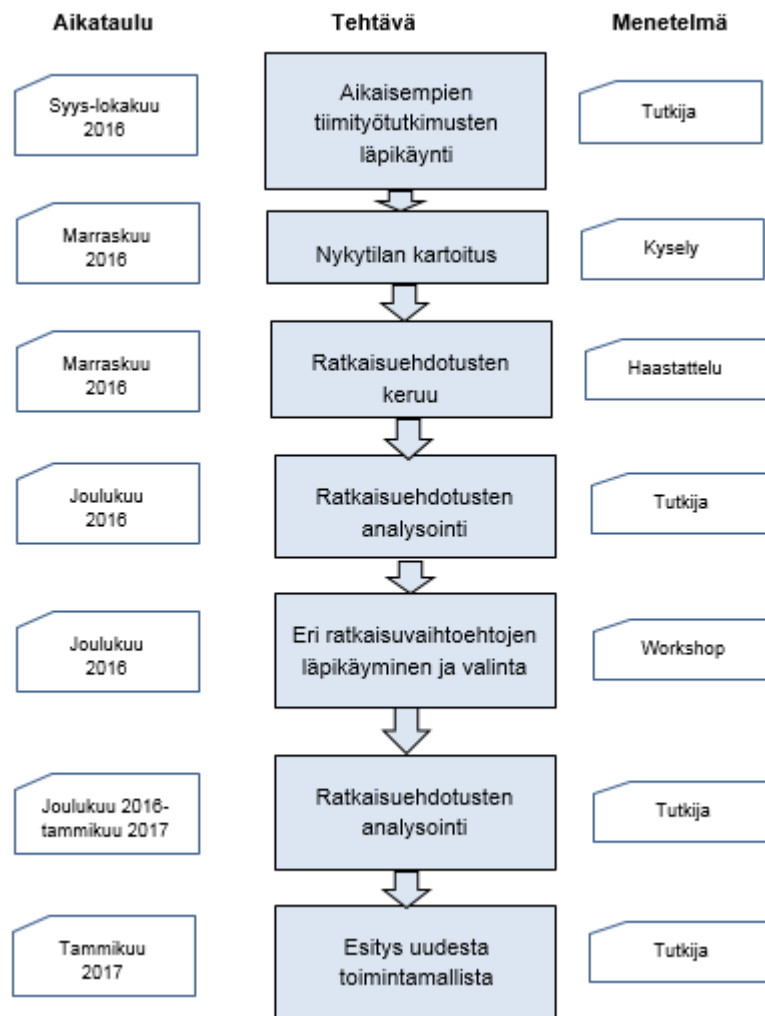 Aikataulu Tehtävä Menetelmä
Syys-lokakuu
2016
Aikaisempien
tiimityötutkimusten
läpikäynti
Tutkija
Marraskuu
2016
Nykytilan kartoitus
Kysely
Marraskuu
2016
Ratkaisuehdotusten
keruu
Haastattelu
Joulukuu
2016
Ratkaisuehdotusten
analysointi
Tutkija
Joulukuu
2016
Eri ratkaisuvaihtoehtojen
läpikäyminen ja valinta
Workshop
Joulukuu 2016-
tammikuu 2017
Ratkaisuehdotusten
analysointi
Tutkija
Tammikuu
2017
Esitys uudesta
toimintamallista
Tutkija